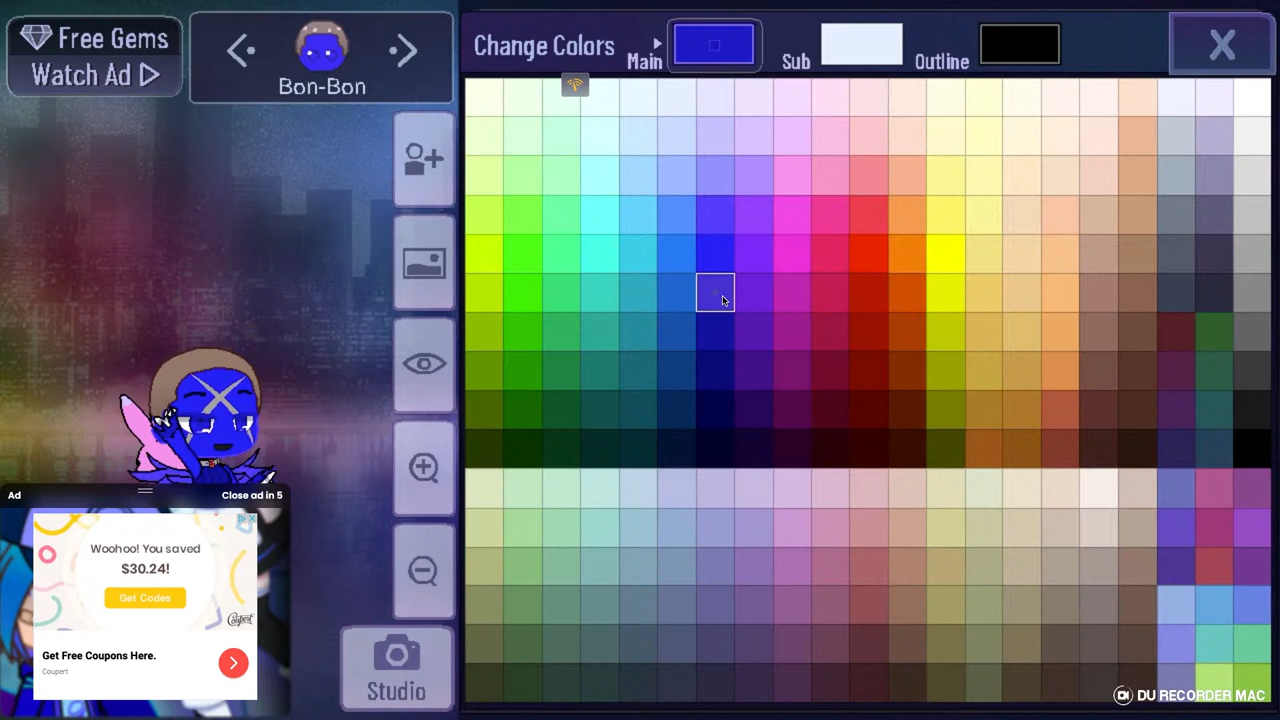 Free Gems
Watch Ad
Bon-Bon
Change Colors
Main
Sub
Outline
X
Ad
Close ad in 5
Woohoo! You saved
$30.24!
Get Codes
Coupert
Get Free Coupons Here.
Coupert
Studio
DU RECORDER MAC